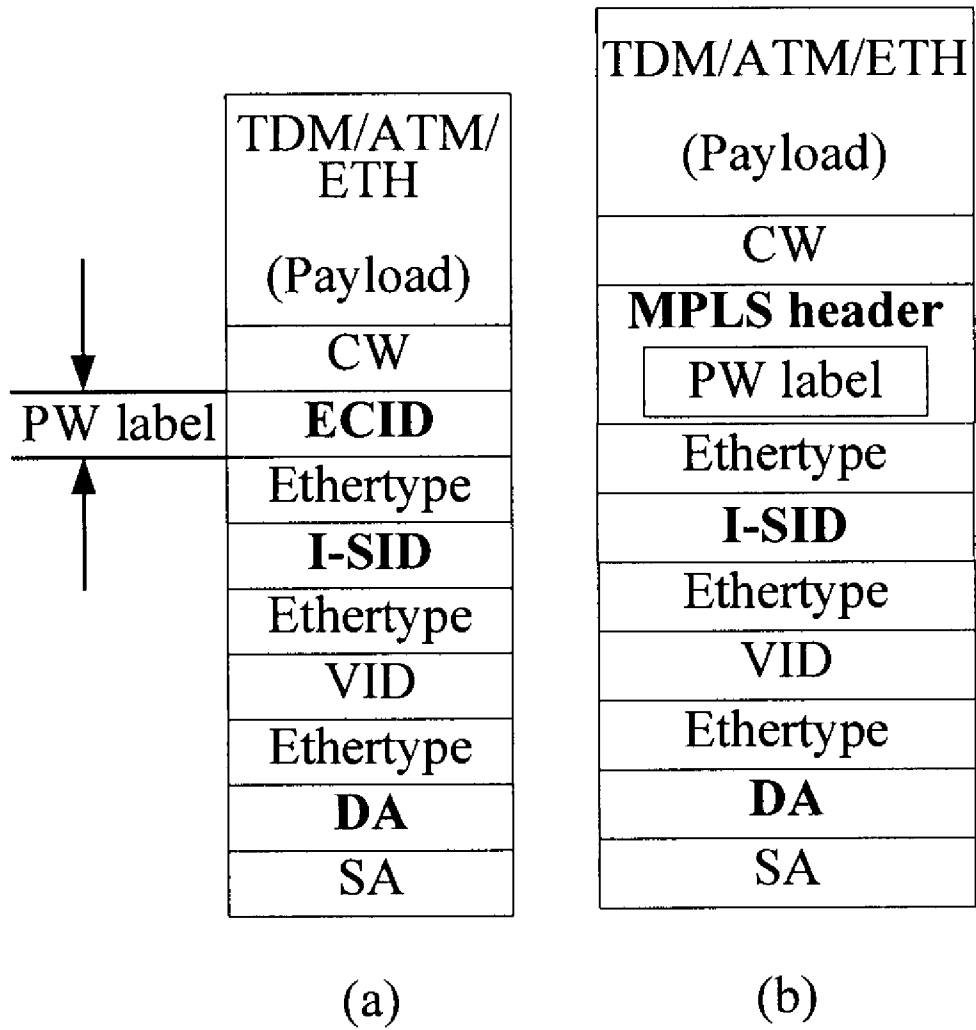 TDM/ATM/
ETH
(Payload)
CW
PW label
ECID
Ethertype
I-SID
Ethertype
VID
Ethertype
DA
SA
(a)
TDM/ATM/ETH
(Payload)
CW
MPLS header
PW label
Ethertype
I-SID
Ethertype
VID
Ethertype
DA
SA
(b)